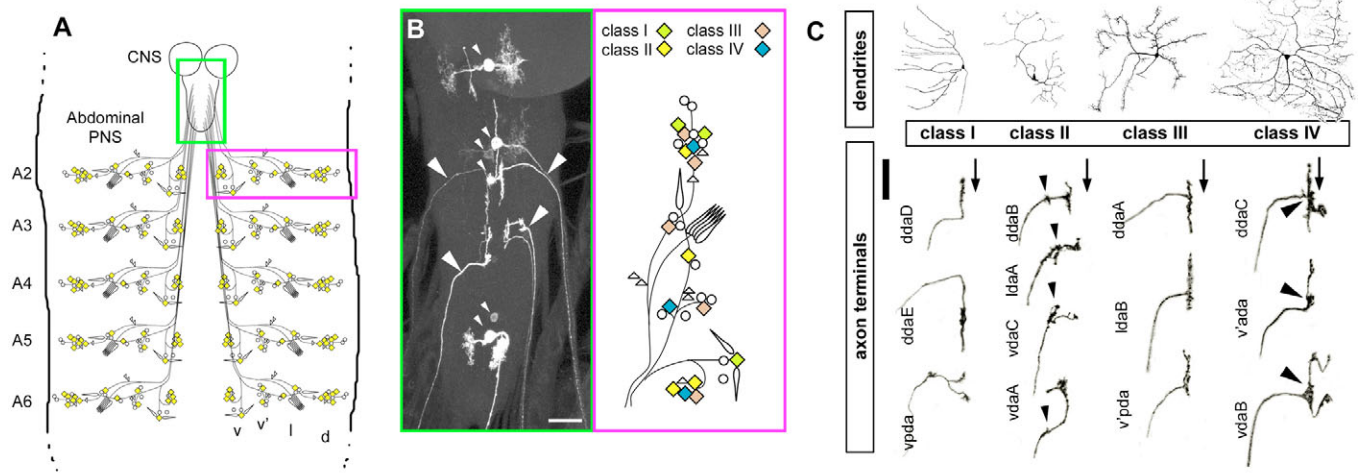 A
CNS
Abdominal
PNS
A2
A3
A4
A5
A6
v
v'
l
d
B
class I
class III
class II
class IV
C
dendrites
class I
class II
class III
class IV
axon terminals
ddaD
ddaB
ddaA
ddaC
ldaA
ddaE
vdaC
ldaB
v'ada
vpda
vdaA
v'pda
vdaB